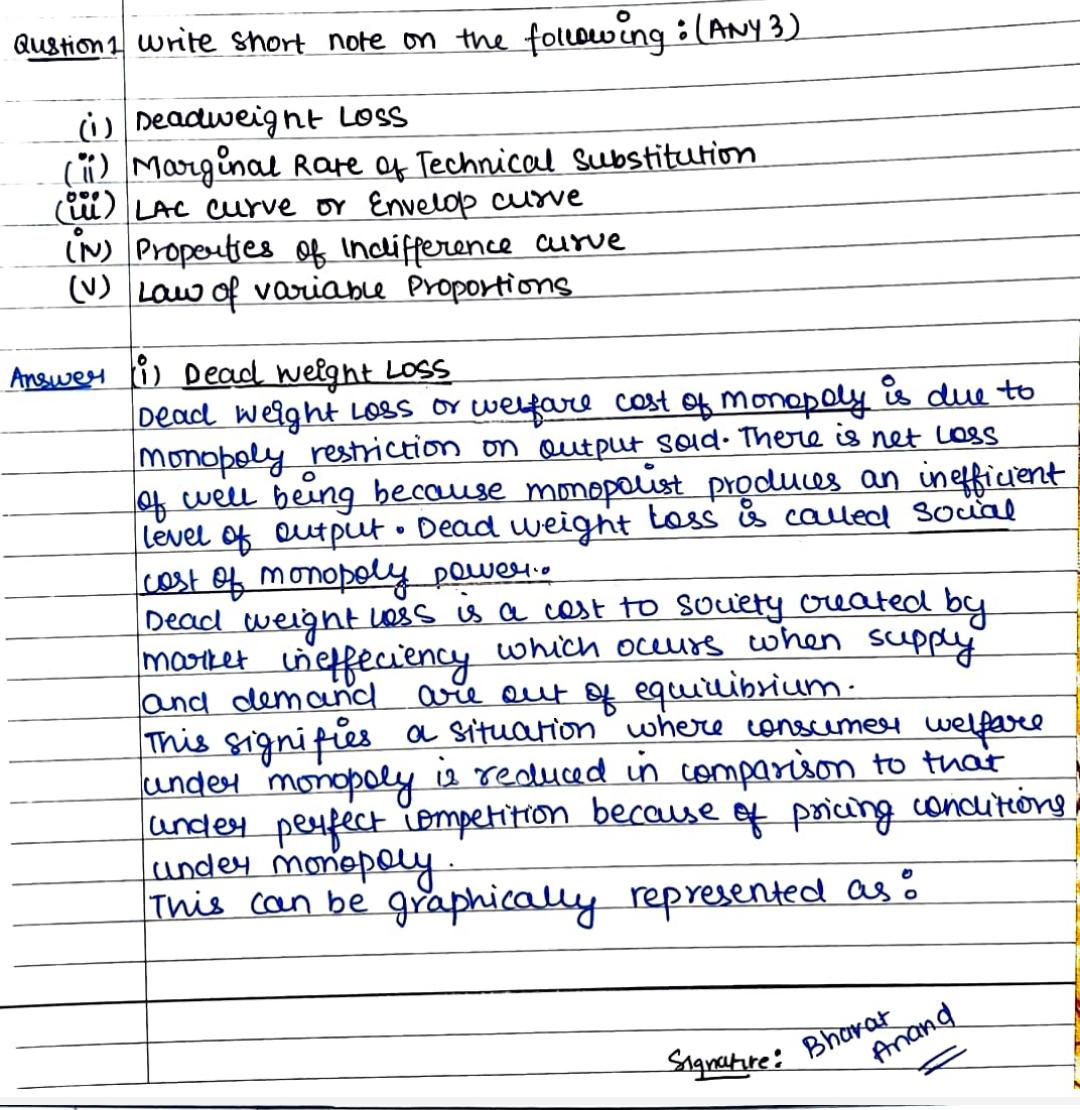 Qustion 1 Write Short note on the following : (ANY 3)
(i) Deadweight Loss
(ii) Marginal Rate of Technical Substitution
(iii) LAC curve or Envelop curve
(iv) Properties of Indifference curve
(v) Law of variable Proportions
Answer (i) Dead weight Loss
Dead weight Loss or welfare cost of monopoly is due to
monopoly restriction on output sold. There is net Loss
of well being because monopolist produces an inefficient
level of output. Dead weight Loss is called social
cost of monopoly power.
Dead weight Loss is a cost to society created by
market ineffeciency which occurs when supply
and demand are out of equilibrium.
This signifies a situation where consumer welfare
under monopoly is reduced in comparison to that
under perfect competition because of pricing conditions
under monopoly.
This can be graphically represented as :
Signature : Bharat
Anand